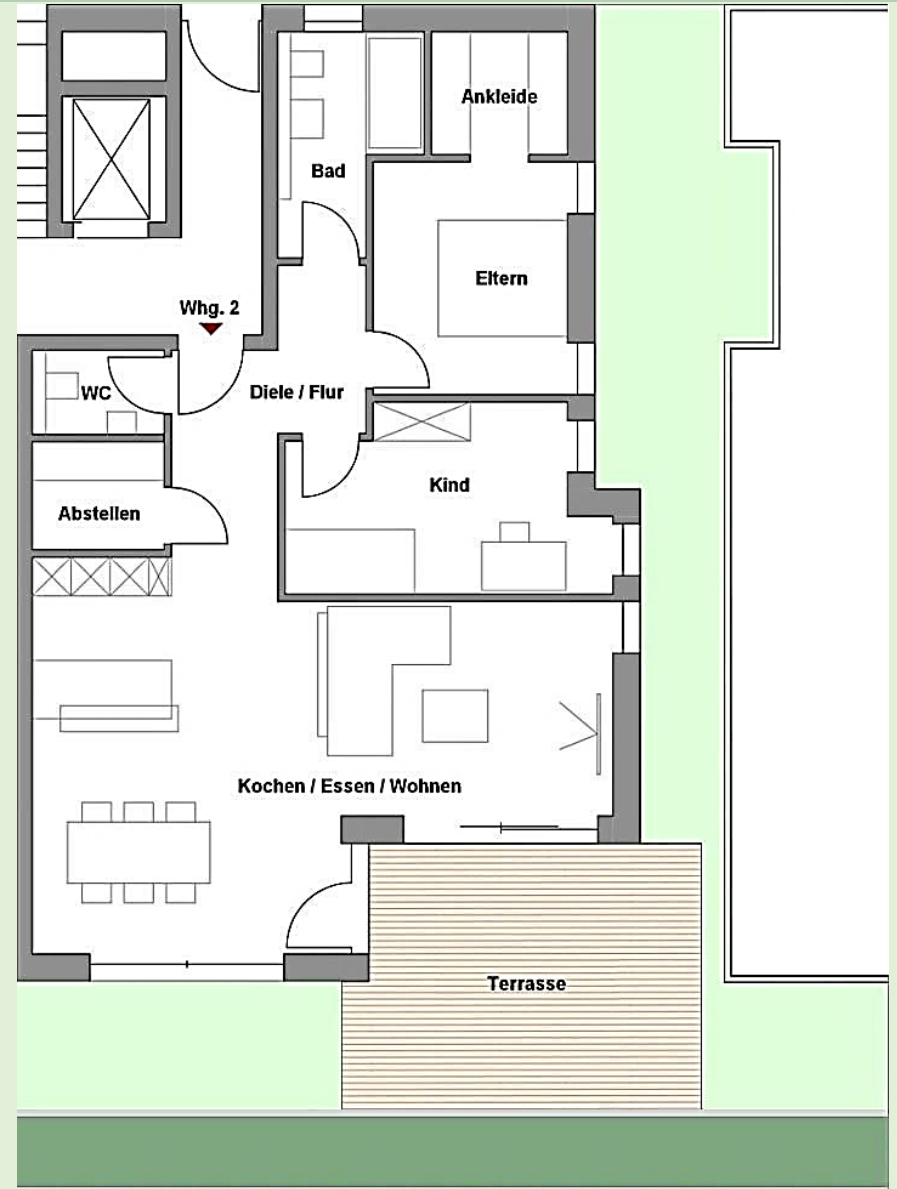 Ankleide
Bad
Eltern
Whg. 2
WC
Diele / Flur
Kind
Abstellen
Kochen / Essen / Wohnen
Terrasse